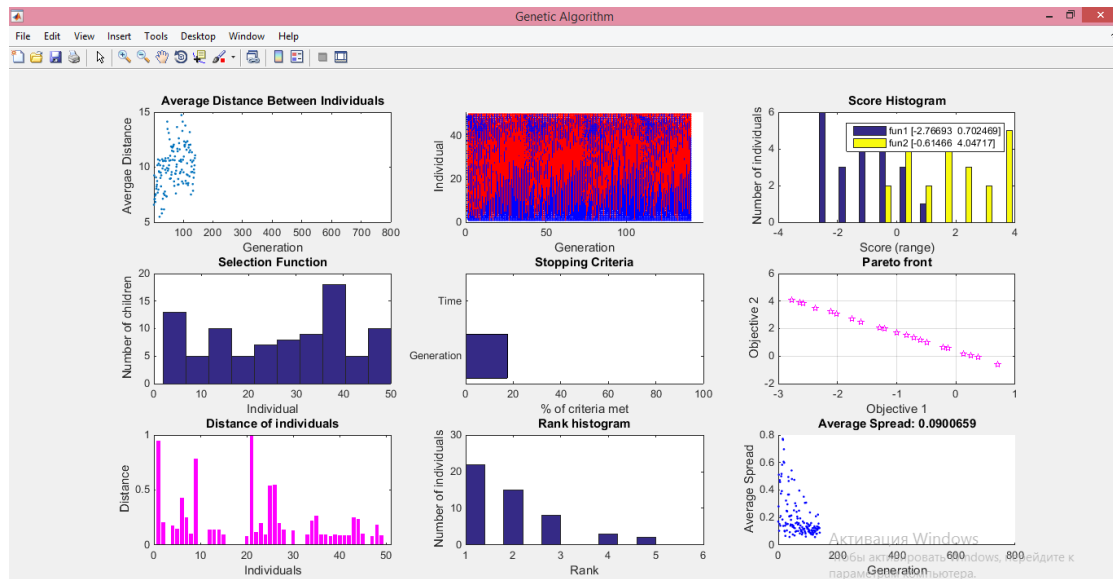 Genetic Algorithm
File Edit View Insert Tools Desktop Window Help
Average Distance Between Individuals
Avergae Distance
15
10
5
100 200 300 400 500 600 700 800
Generation
Individual
40
20
0
0 50 100
Generation
Score Histogram
Number of individuals
6
4
2
0
fun1 [-2.76693 0.702469]
fun2 [-0.61466 4.04717]
-4 -2 0 2 4
Score (range)
Selection Function
Number of children
20
15
10
5
0
0 10 20 30 40 50
Individual
Stopping Criteria
Time
Generation
0 20 40 60 80 100
% of criteria met
Pareto front
Objective 2
6
4
2
0
-2
-3 -2 -1 0 1
Objective 1
Distance of individuals
Distance
1
0.5
0
0 10 20 30 40 50
Individuals
Rank histogram
Number of individuals
30
20
10
0
1 2 3 4 5 6
Rank
Average Spread: 0.0900659
Average Spread
0.8
0.6
0.4
0.2
0
0 200 400 600 800
Generation
Активация Windows
Чтобы активировать Windows, перейдите к
параметрам компьютера.